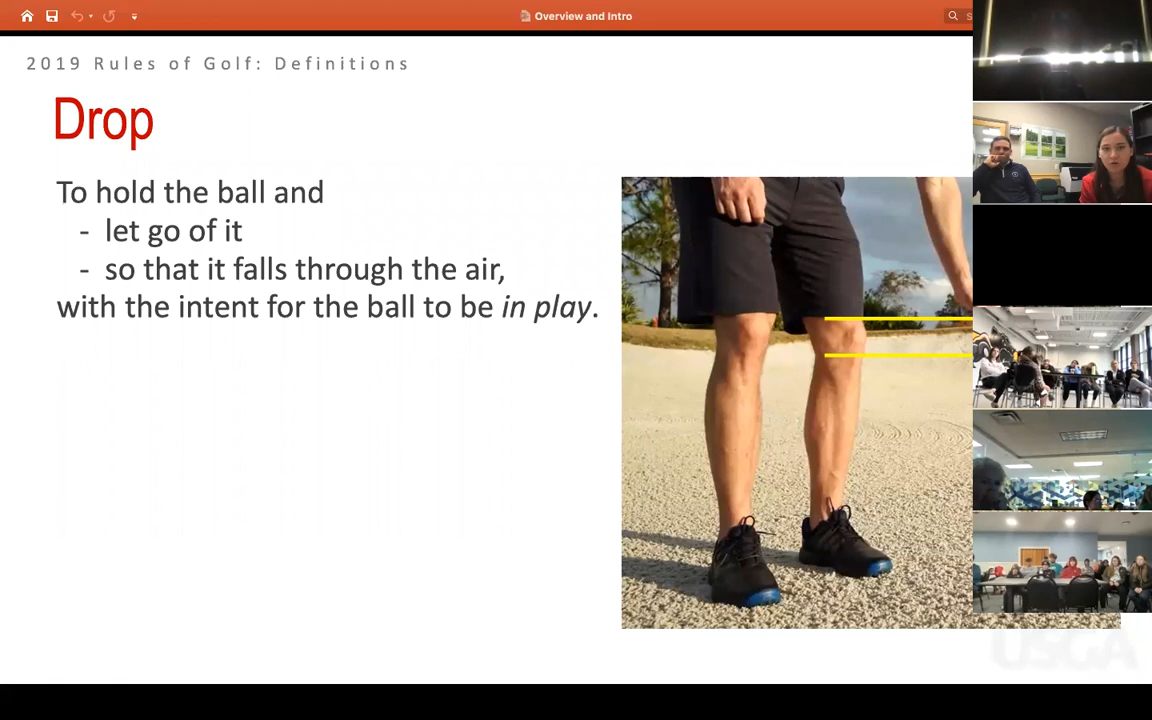 Overview and Intro
2019 Rules of Golf: Definitions
Drop
To hold the ball and
- let go of it
- so that it falls through the air,
with the intent for the ball to be in play.
USGA